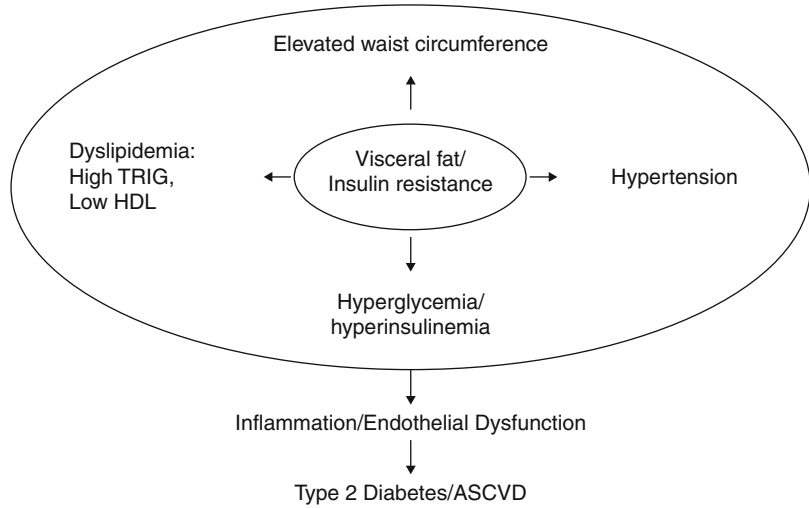 Elevated waist circumference
Dyslipidemia:
High TRIG,
Low HDL
Visceral fat/
Insulin resistance
Hypertension
Hyperglycemia/
hyperinsulinemia
Inflammation/Endothelial Dysfunction
Type 2 Diabetes/ASCVD